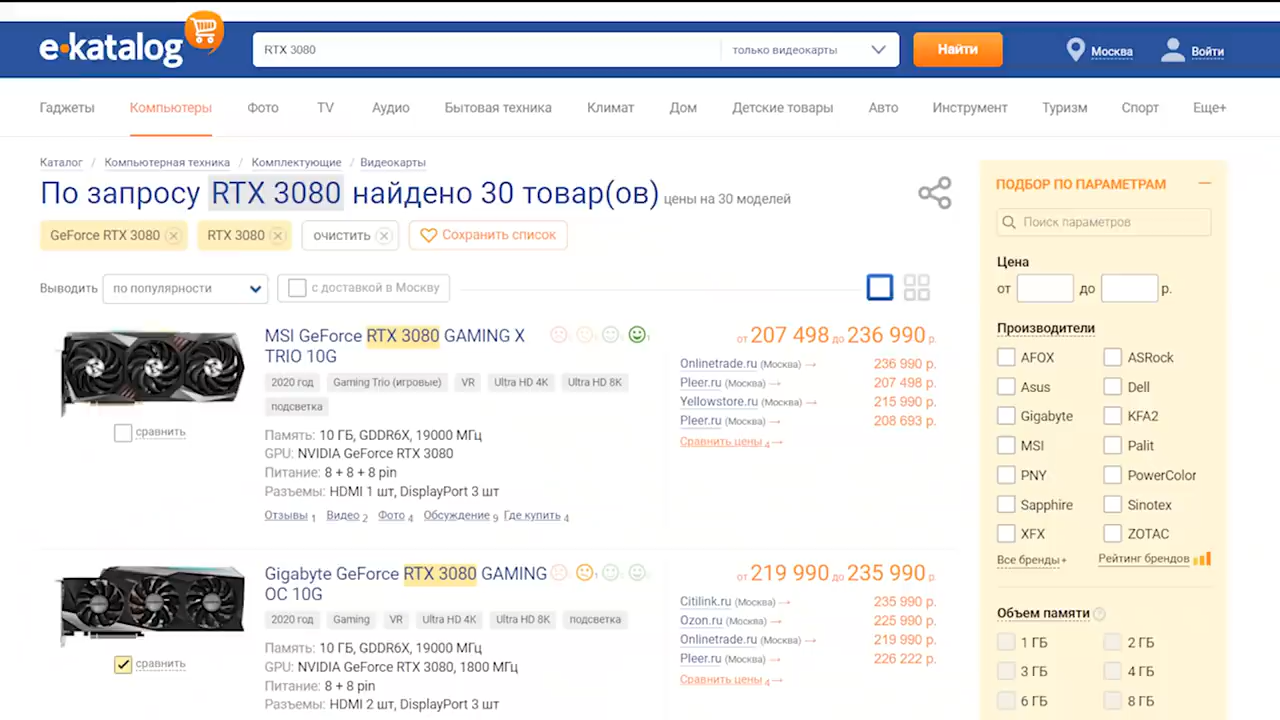 e·katalog
RTX 3080
только видеокарты
Найти
Москва
Войти
Гаджеты Компьютеры Фото TV Аудио Бытовая техника Климат Дом Детские товары Авто Инструмент Туризм Спорт Еще+
Каталог / Компьютерная техника / Комплектующие / Видеокарты
По запросу RTX 3080 найдено 30 товар(ов) цены на 30 моделей
GeForce RTX 3080 RTX 3080 очистить Сохранить список
Выводить по популярности с доставкой в Москву
MSI GeForce RTX 3080 GAMING X
TRIO 10G
2020 год Gaming Trio (игровые) VR Ultra HD 4K Ultra HD 8K
подсветка
сравнить
Память: 10 ГБ, GDDR6X, 19000 МГц
GPU: NVIDIA GeForce RTX 3080
Питание: 8 + 8 + 8 pin
Разъемы: HDMI 1 шт, DisplayPort 3 шт
Отзывы 1 Видео 2 Фото 4 Обсуждение 9 Где купить 4
от 207 498 до 236 990 р.
Onlinetrade.ru (Москва) → 236 990 р.
Pleer.ru (Москва) → 207 498 р.
Yellowstore.ru (Москва) → 215 990 р.
Pleer.ru (Москва) → 208 693 р.
Сравнить цены 4 →
Gigabyte GeForce RTX 3080 GAMING
OC 10G
2020 год Gaming VR Ultra HD 4K Ultra HD 8K подсветка
сравнить
Память: 10 ГБ, GDDR6X, 19000 МГц
GPU: NVIDIA GeForce RTX 3080, 1800 МГц
Питание: 8 + 8 pin
Разъемы: HDMI 2 шт, DisplayPort 3 шт
от 219 990 до 235 990 р.
Citilink.ru (Москва) → 235 990 р.
Ozon.ru (Москва) → 225 990 р.
Onlinetrade.ru (Москва) → 219 990 р.
Pleer.ru (Москва) → 226 222 р.
Сравнить цены 4 →
ПОДБОР ПО ПАРАМЕТРАМ
Поиск параметров
Цена
от до р.
Производители
AFOX ASRock
Asus Dell
Gigabyte KFA2
MSI Palit
PNY PowerColor
Sapphire Sinotex
XFX ZOTAC
Все бренды+ Рейтинг брендов
Объем памяти ?
1 ГБ 2 ГБ
3 ГБ 4 ГБ
6 ГБ 8 ГБ